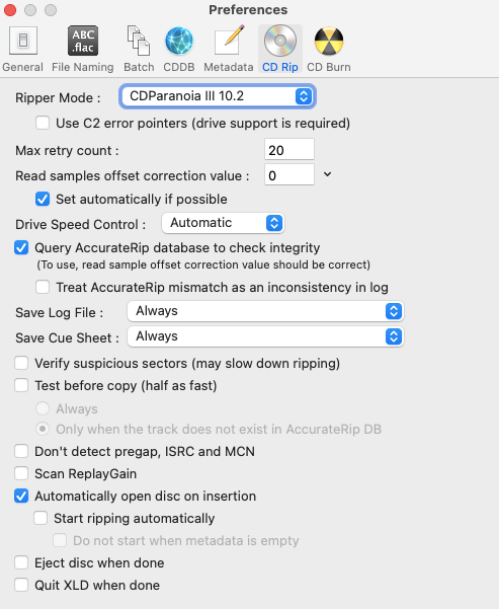 Preferences
ABC
.flac
General File Naming Batch CDDB Metadata CD Rip CD Burn
Ripper Mode : CDParanoia III 10.2
Use C2 error pointers (drive support is required)
Max retry count : 20
Read samples offset correction value : 0
Set automatically if possible
Drive Speed Control : Automatic
Query AccurateRip database to check integrity
(To use, read sample offset correction value should be correct)
Treat AccurateRip mismatch as an inconsistency in log
Save Log File : Always
Save Cue Sheet : Always
Verify suspicious sectors (may slow down ripping)
Test before copy (half as fast)
Always
Only when the track does not exist in AccurateRip DB
Don't detect pregap, ISRC and MCN
Scan ReplayGain
Automatically open disc on insertion
Start ripping automatically
Do not start when metadata is empty
Eject disc when done
Quit XLD when done